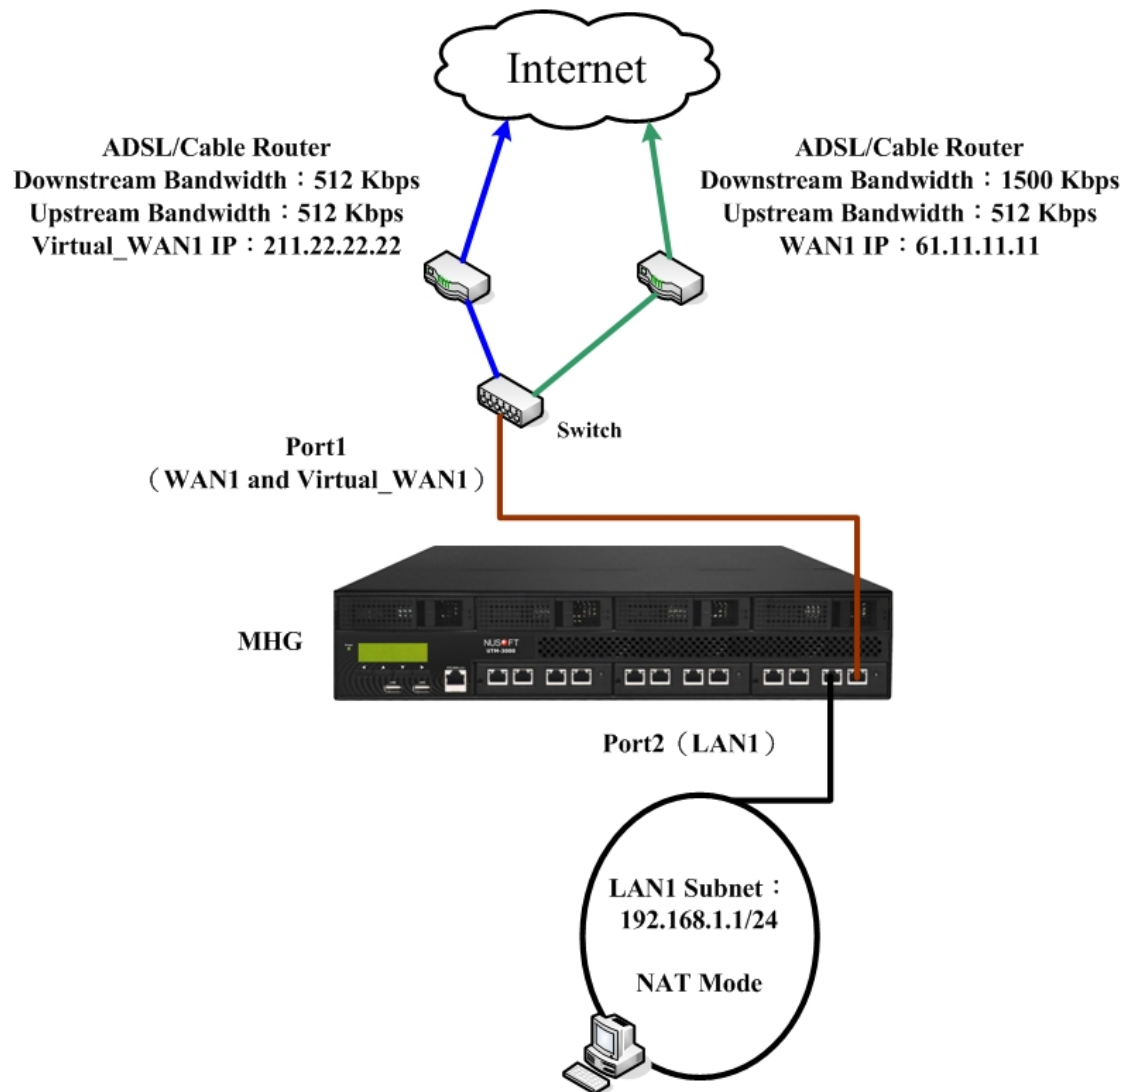 Internet
ADSL/Cable Router
Downstream Bandwidth：512 Kbps
Upstream Bandwidth：512 Kbps
Virtual_WAN1 IP：211.22.22.22
ADSL/Cable Router
Downstream Bandwidth：1500 Kbps
Upstream Bandwidth：512 Kbps
WAN1 IP：61.11.11.11
Switch
Port1
（WAN1 and Virtual_WAN1）
MHG
NUSOFT
UTM-3000
Port2（LAN1）
LAN1 Subnet：
192.168.1.1/24
NAT Mode